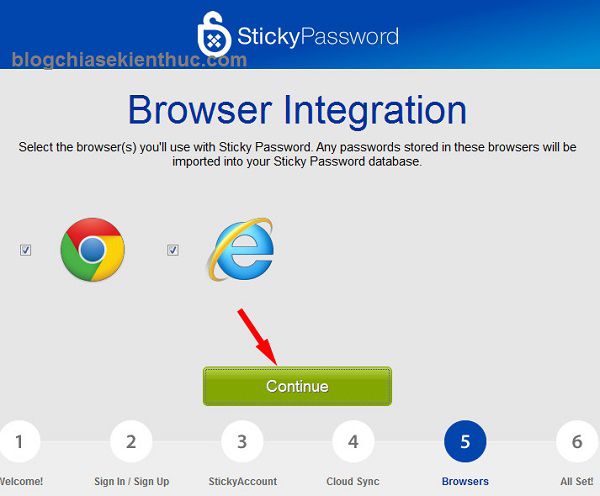 StickyPassword
blogchiasekienthuc.com
Browser Integration
Select the browser(s) you'll use with Sticky Password. Any passwords stored in these browsers will be
imported into your Sticky Password database.
Continue
1 2 3 4 5 6
Welcome! Sign In / Sign Up StickyAccount Cloud Sync Browsers All Set!